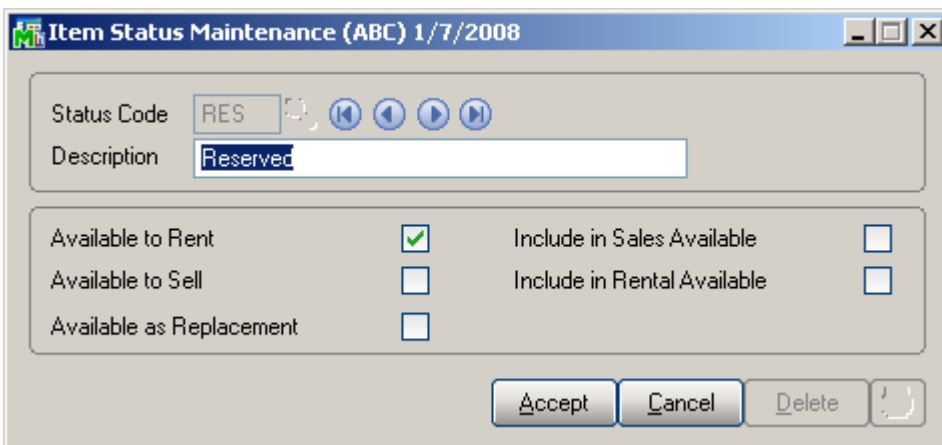 Item Status Maintenance (ABC) 1/7/2008
Status Code RES
Description Reserved
Available to Rent Include in Sales Available
Available to Sell Include in Rental Available
Available as Replacement
Accept Cancel Delete